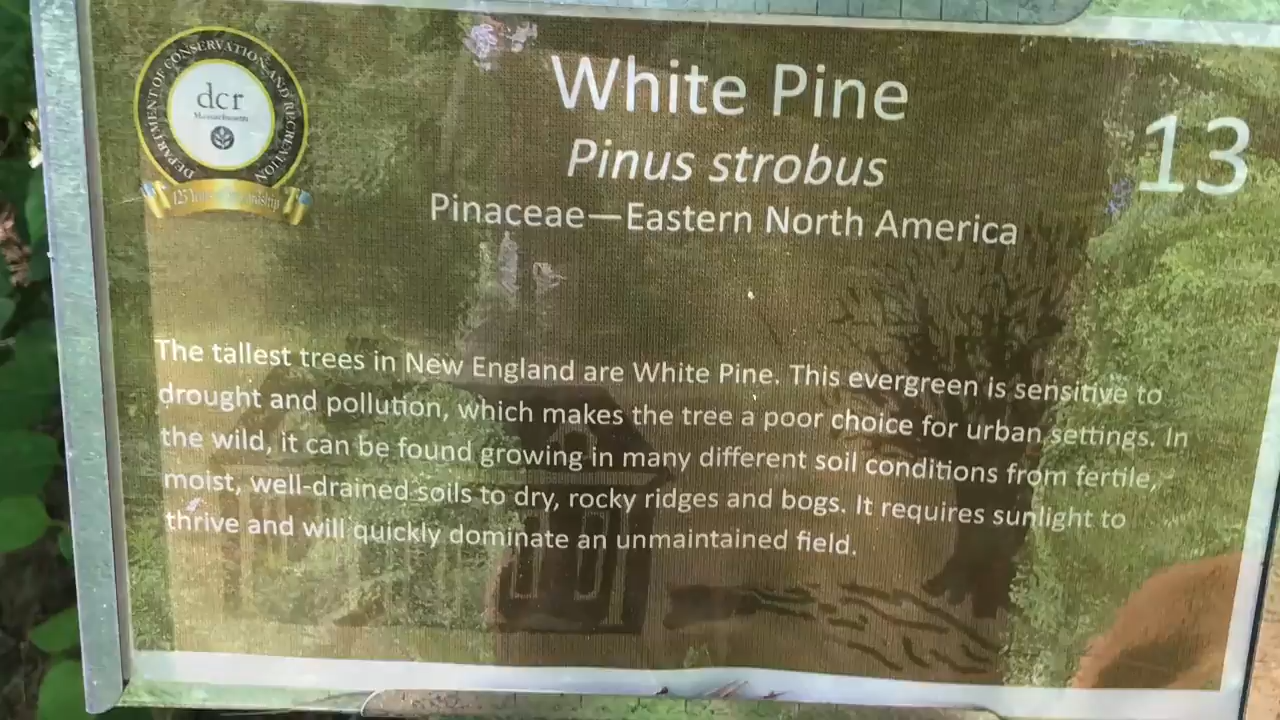 DEPARTMENT OF CONSERVATION AND RECREATION
dcr
Massachusetts
125 Years
White Pine
13
Pinus strobus
Pinaceae—Eastern North America
The tallest trees in New England are White Pine. This evergreen is sensitive to
drought and pollution, which makes the tree a poor choice for urban settings. In
the wild, it can be found growing in many different soil conditions from fertile,
moist, well-drained soils to dry, rocky ridges and bogs. It requires sunlight to
thrive and will quickly dominate an unmaintained field.